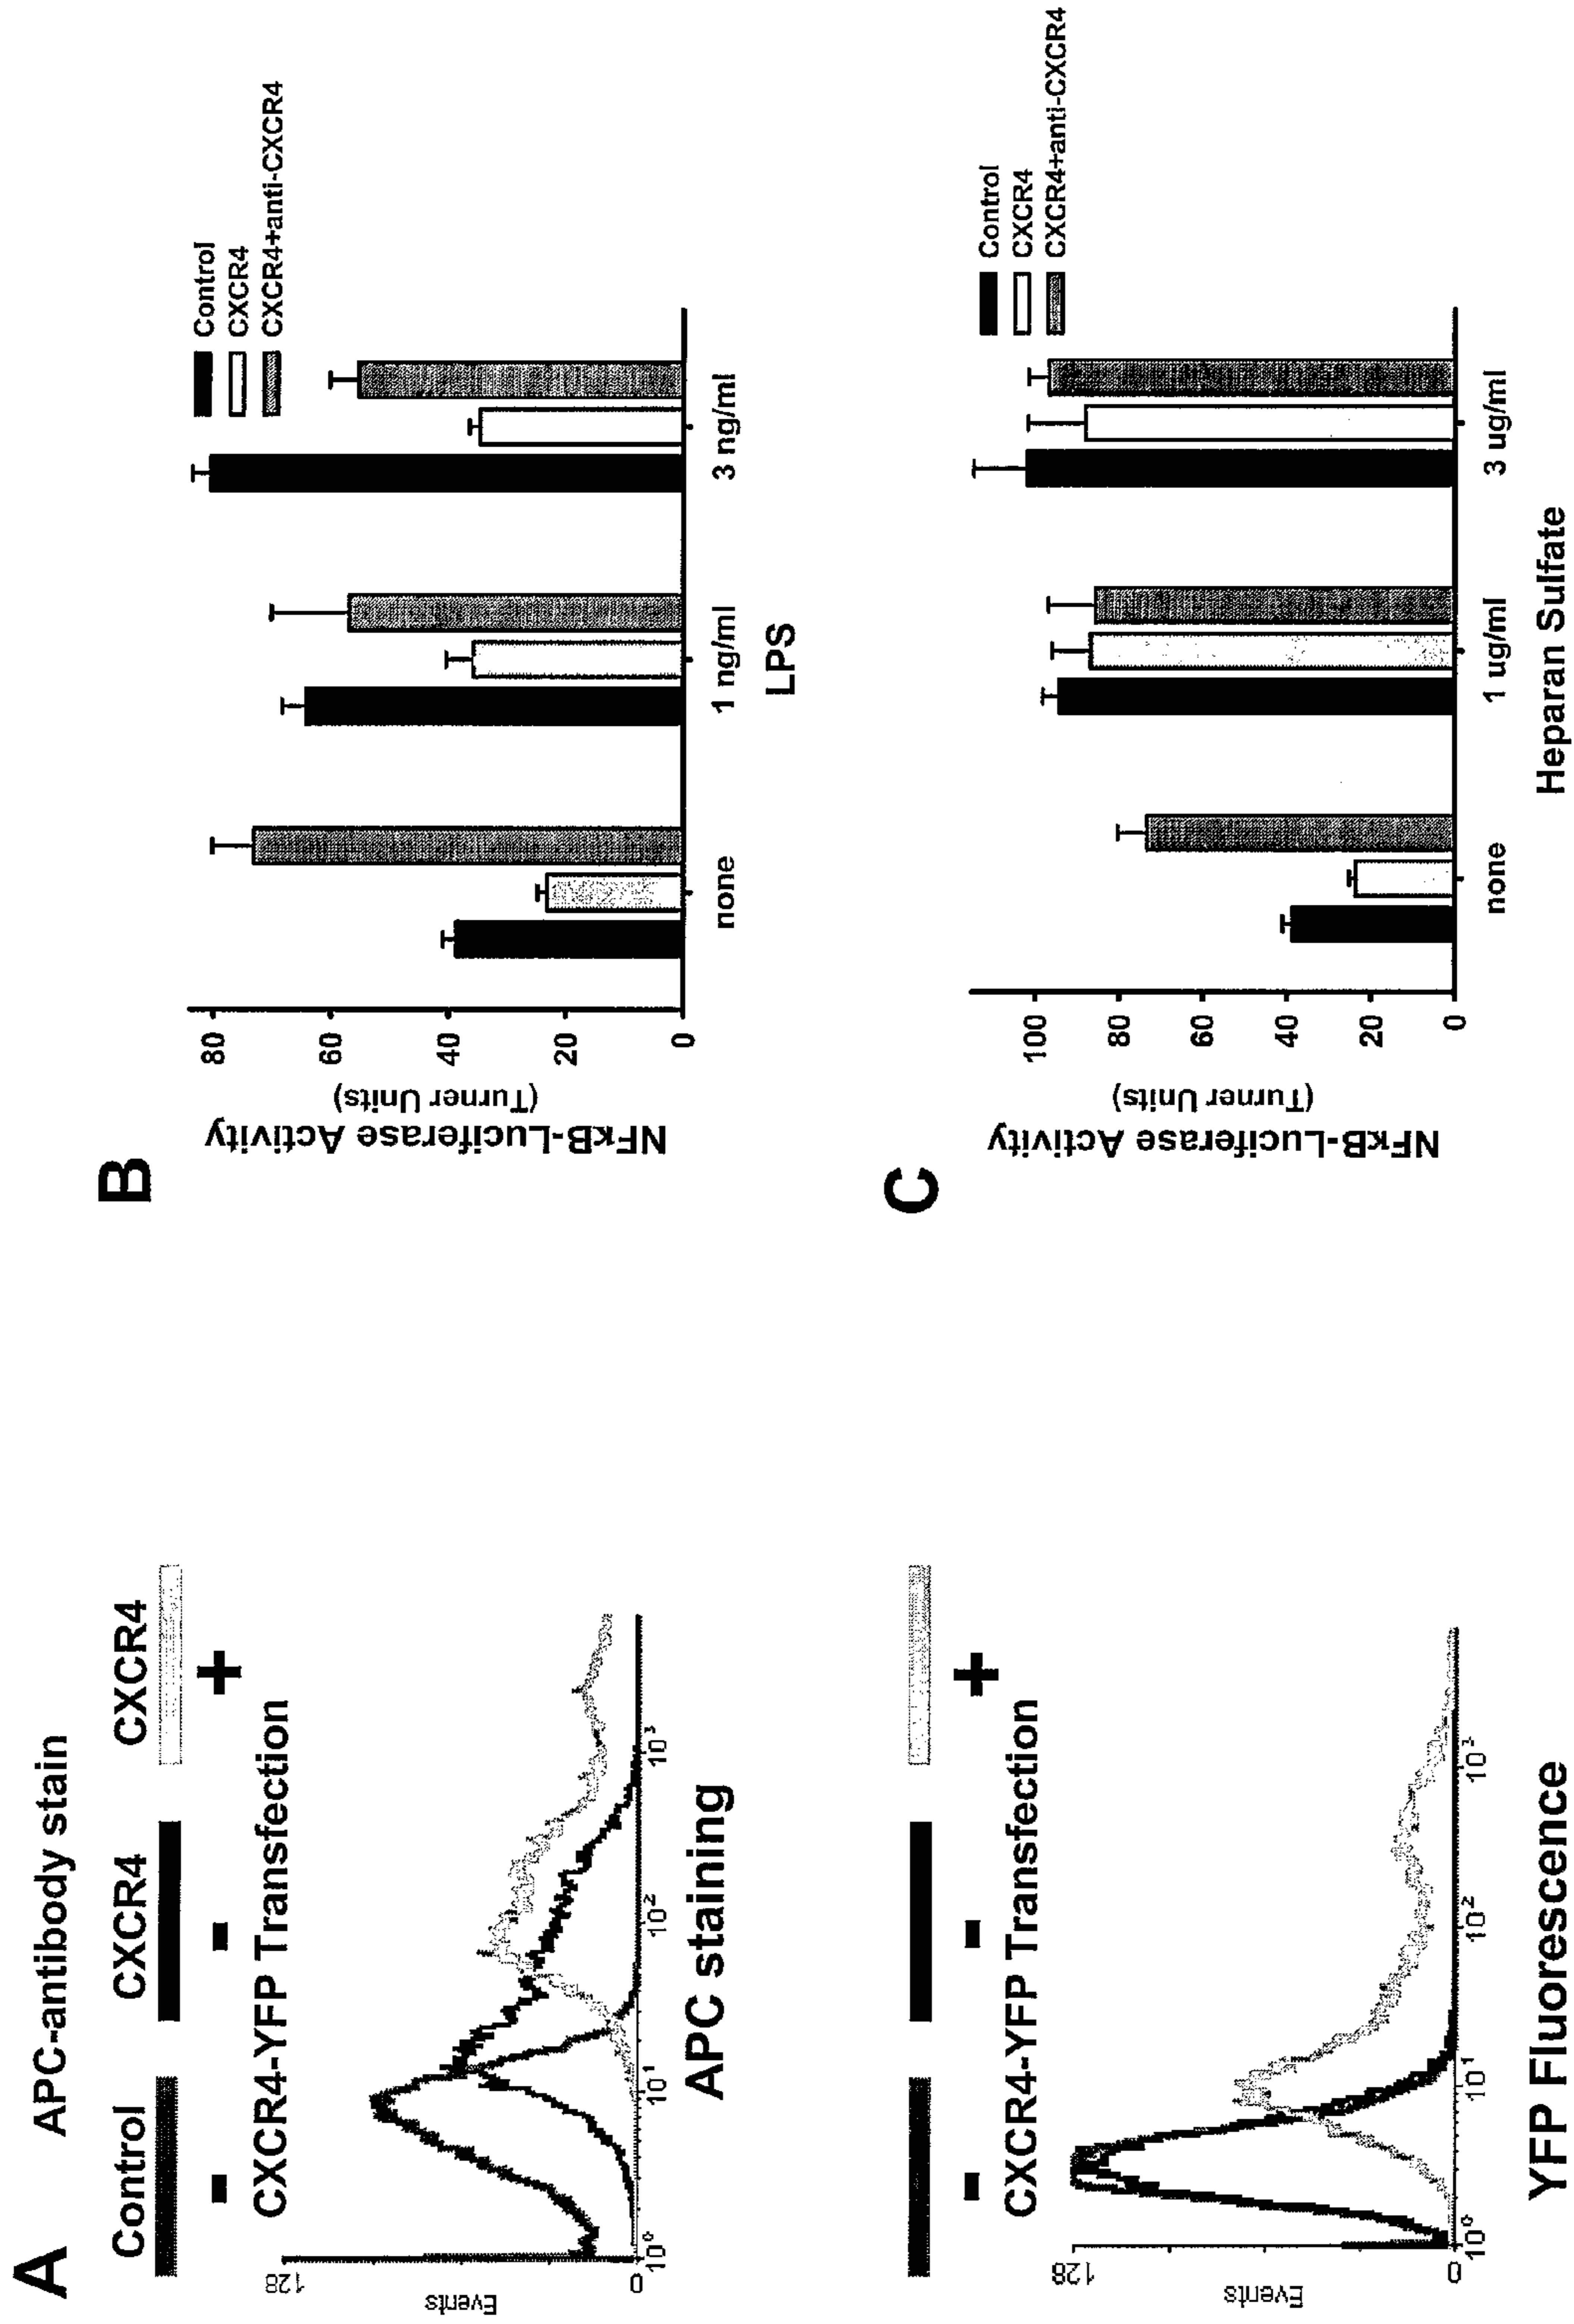 A
APC-antibody stain
Control CXCR4 CXCR4
- - +
CXCR4-YFP Transfection
128
Events
0
10⁰ 10¹ 10² 10³
APC staining
- - +
CXCR4-YFP Transfection
128
Events
0
10⁰ 10¹ 10² 10³
YFP Fluorescence
B
Control
CXCR4
CXCR4+anti-CXCR4
NFκB-Luciferase Activity
(Turner Units)
80
60
40
20
0
none 1 ng/ml 3 ng/ml
LPS
C
Control
CXCR4
CXCR4+anti-CXCR4
NFκB-Luciferase Activity
(Turner Units)
100
80
60
40
20
0
none 1 ug/ml 3 ug/ml
Heparan Sulfate